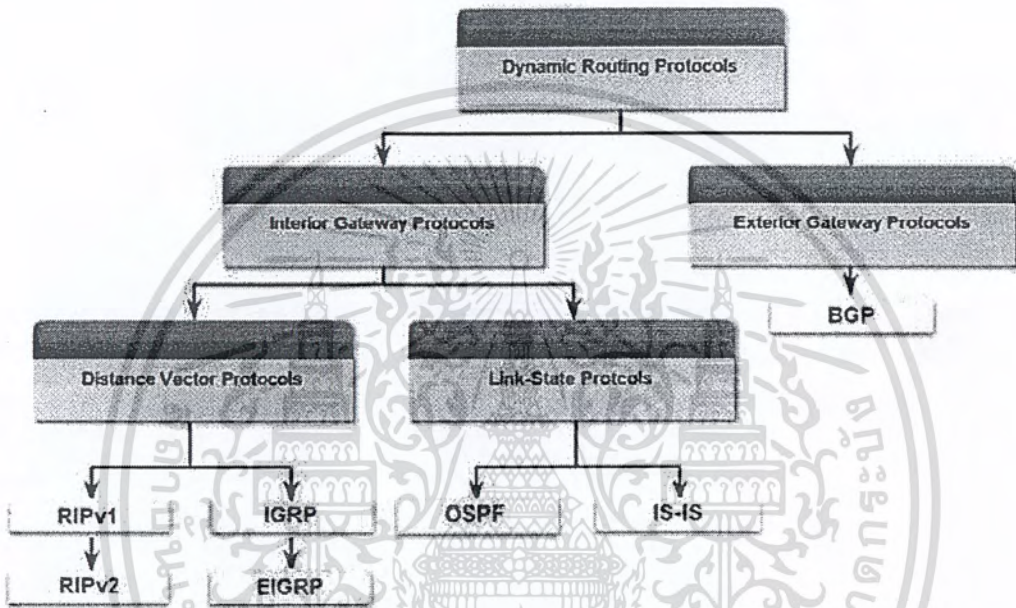 Dynamic Routing Protocols
Interior Gateway Protocols
Exterior Gateway Protocols
BGP
Distance Vector Protocols
Link-State Protcols
RIPv1
IGRP
OSPF
IS-IS
RIPv2
EIGRP